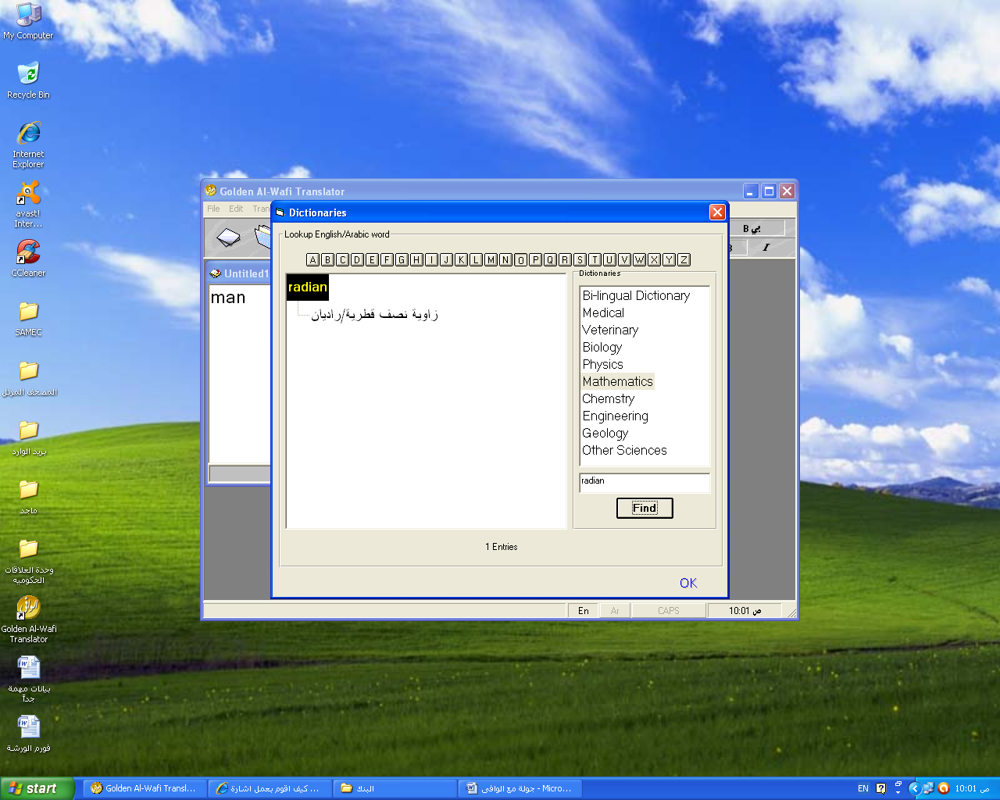 My Computer
Recycle Bin
Internet
Explorer
avast!
Inter...
CCleaner
SAMEC
المصحف المرتل
بريد الوارد
ماجد
وحدة العلاقات
الحكوميه
Golden Al-Wafi
Translator
بيانات مهمة
جداً
فورم الورشة
Golden Al-Wafi Translator
File Edit Tran
بي B
I
Untitled1
man
Dictionaries
Lookup English/Arabic word
A B C D E F G H I J K L M N O P Q R S T U V W X Y Z
radian
زاوية نصف قطرية/راديان
Dictionaries
Bi-lingual Dictionary
Medical
Veterinary
Biology
Physics
Mathematics
Chemstry
Engineering
Geology
Other Sciences
radian
Find
1 Entries
OK
En Ar CAPS 10:01 ص
start
Golden Al-Wafi Transl...
كيف اقوم بعمل اشارة ...
البنك
جولة مع الوافي - Micro...
EN
10:01 ص